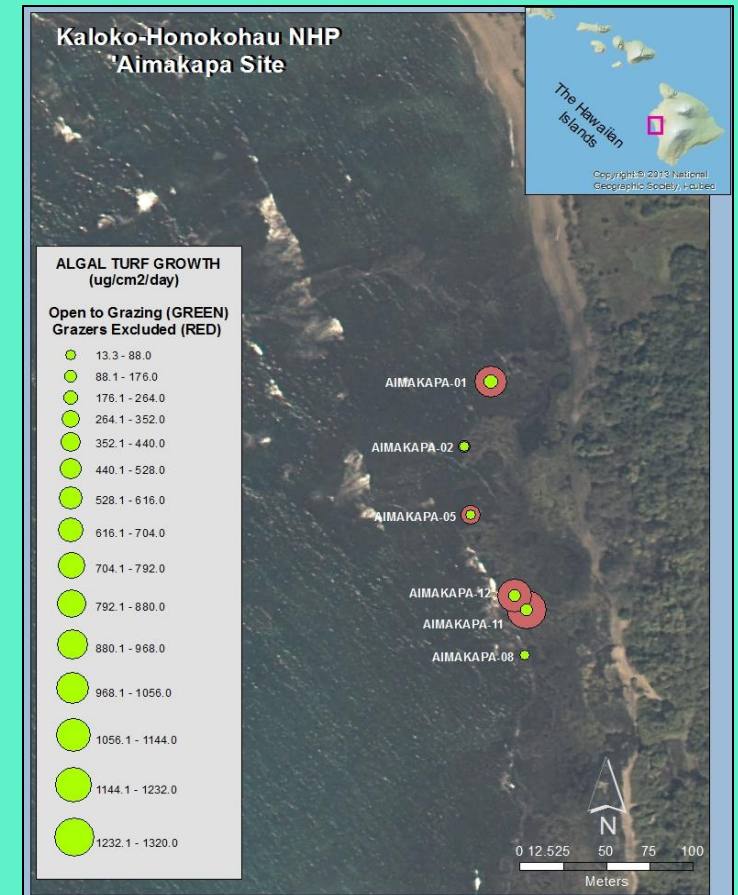 Kaloko-Honokohau NHP
'Aimakapa Site
The Hawaiian
Islands
Copyright:© 2013 National
Geographic Society, i-cubed
ALGAL TURF GROWTH
(ug/cm2/day)
Open to Grazing (GREEN)
Grazers Excluded (RED)
13.3 - 88.0
88.1 - 176.0
176.1 - 264.0
264.1 - 352.0
352.1 - 440.0
440.1 - 528.0
528.1 - 616.0
616.1 - 704.0
704.1 - 792.0
792.1 - 880.0
880.1 - 968.0
968.1 - 1056.0
1056.1 - 1144.0
1144.1 - 1232.0
1232.1 - 1320.0
AIMAKAPA-01
AIMAKAPA-02
AIMAKAPA-05
AIMAKAPA-12
AIMAKAPA-11
AIMAKAPA-08
N
0 12.525 50 75 100
Meters